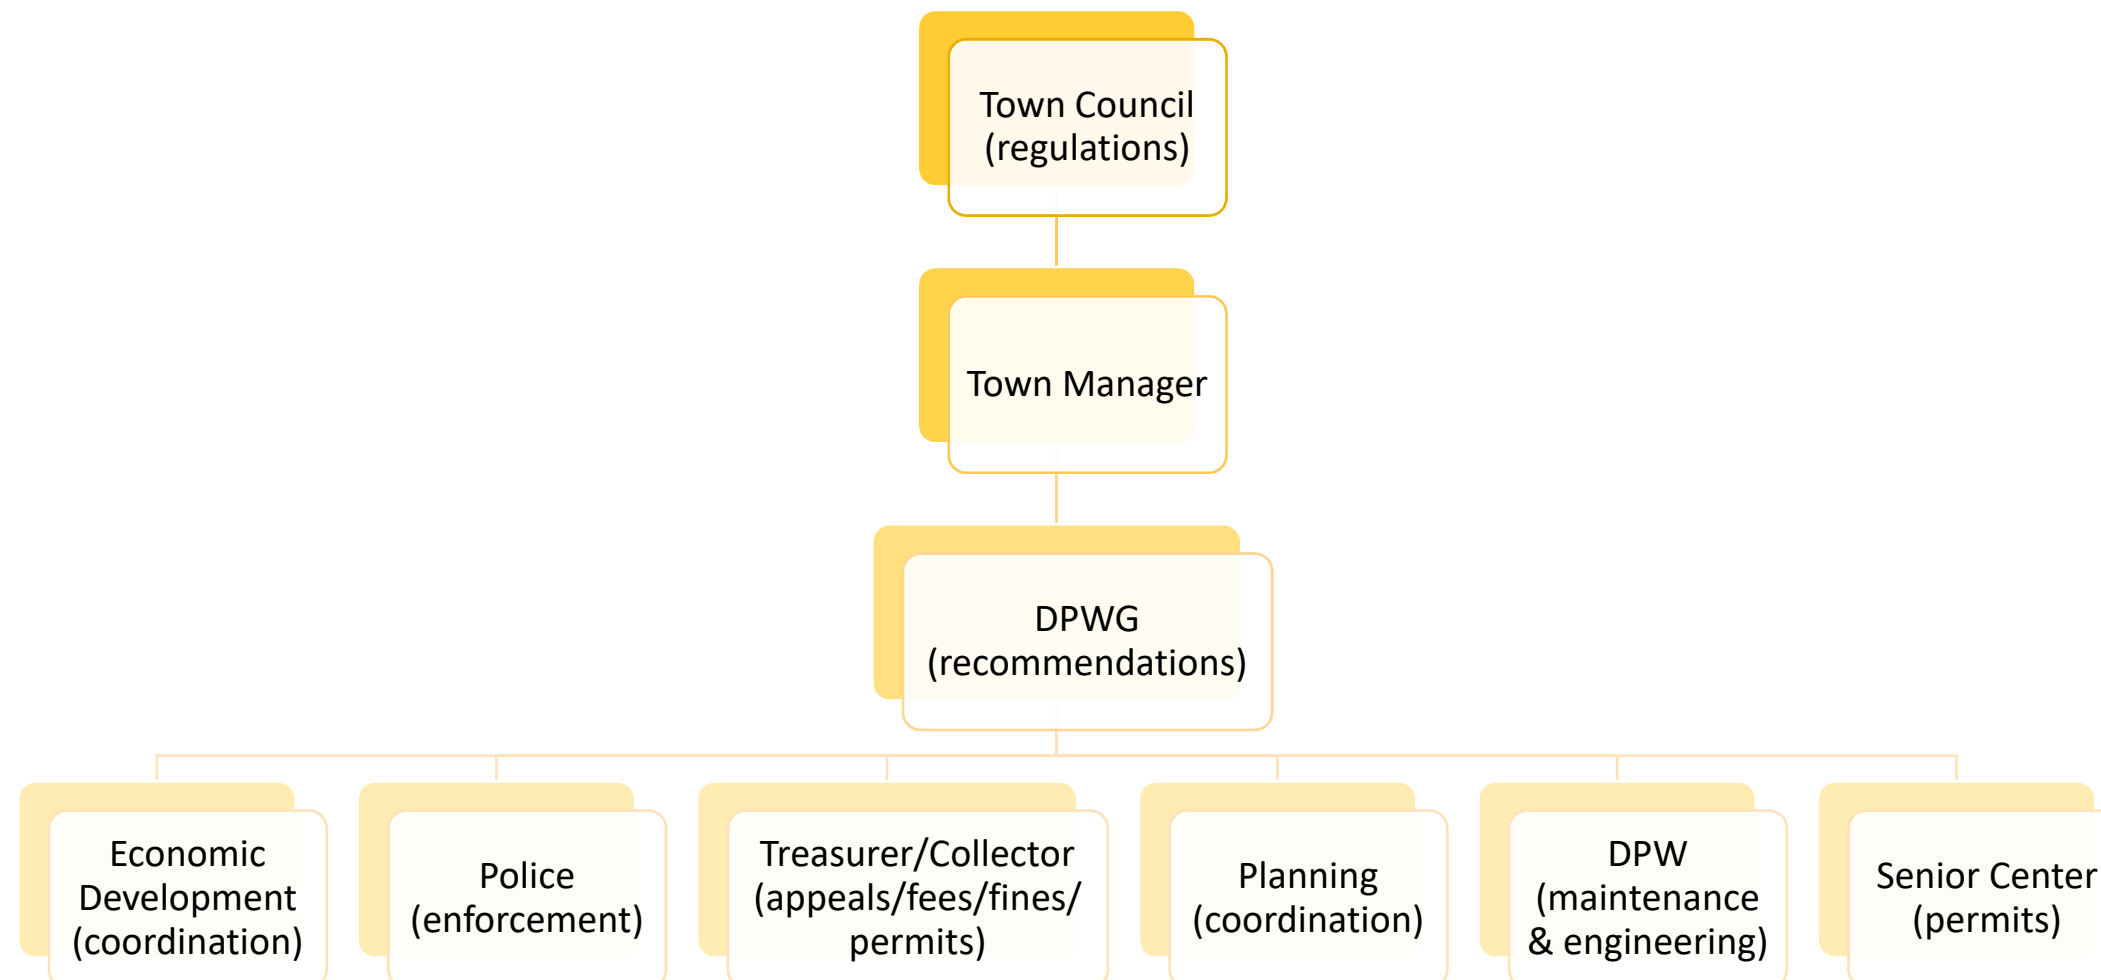 Town Council
(regulations)
Town Manager
DPWG
(recommendations)
Economic
Development
(coordination)
Police
(enforcement)
Treasurer/Collector
(appeals/fees/fines/
permits)
Planning
(coordination)
DPW
(maintenance
& engineering)
Senior Center
(permits)